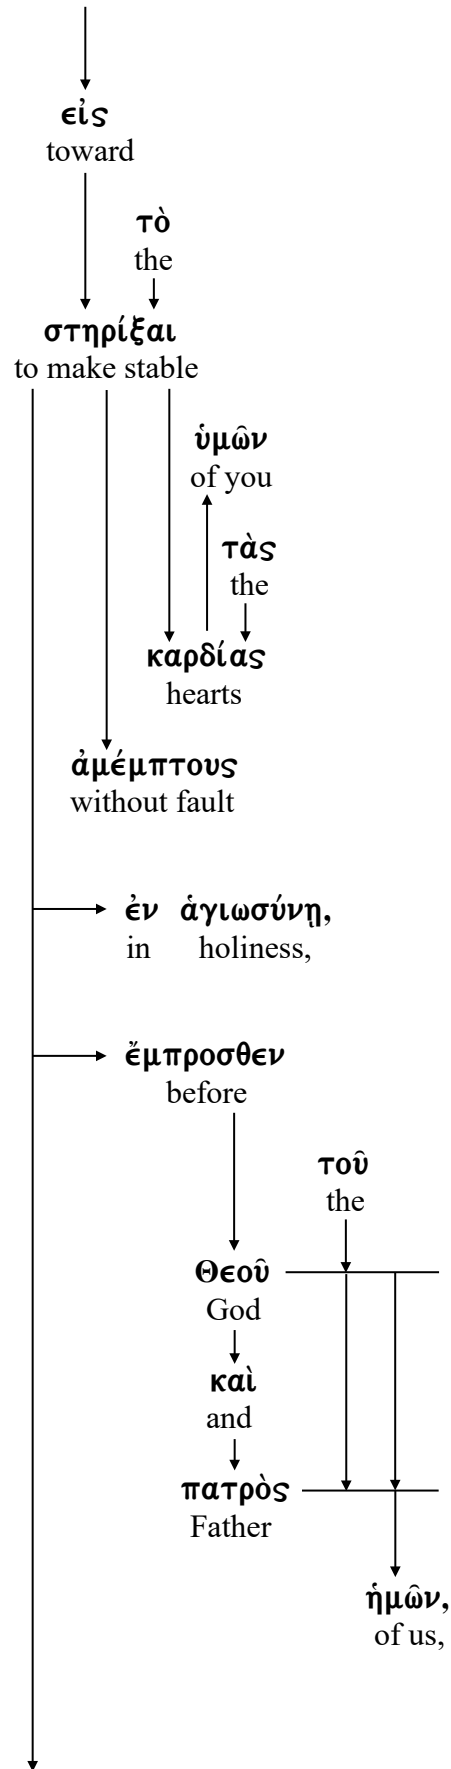 εἰς
toward
τὸ
the
στηρίξαι
to make stable
ὑμῶν
of you
τὰς
the
καρδίας
hearts
ἀμέμπτους
without fault
ἐν ἁγιωσύνῃ,
in holiness,
ἔμπροσθεν
before
τοῦ
the
Θεοῦ
God
καὶ
and
πατρὸς
Father
ἡμῶν,
of us,